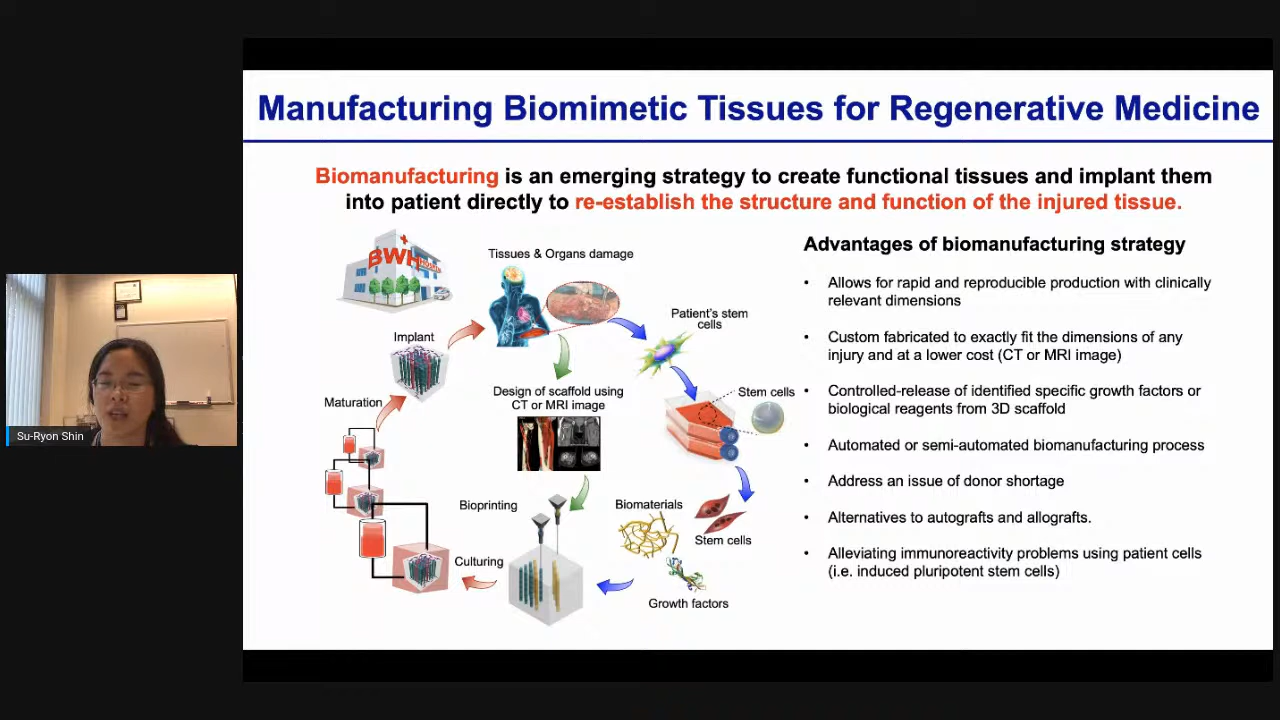 Manufacturing Biomimetic Tissues for Regenerative Medicine
Biomanufacturing is an emerging strategy to create functional tissues and implant them
into patient directly to re-establish the structure and function of the injured tissue.
BWH
Tissues & Organs damage
Patient's stem
cells
Implant
Design of scaffold using
CT or MRI image
Stem cells
Maturation
Bioprinting
Biomaterials
Stem cells
Culturing
Growth factors
Advantages of biomanufacturing strategy
• Allows for rapid and reproducible production with clinically
relevant dimensions
• Custom fabricated to exactly fit the dimensions of any
injury and at a lower cost (CT or MRI image)
• Controlled-release of identified specific growth factors or
biological reagents from 3D scaffold
• Automated or semi-automated biomanufacturing process
• Address an issue of donor shortage
• Alternatives to autografts and allografts.
• Alleviating immunoreactivity problems using patient cells
(i.e. induced pluripotent stem cells)
Su-Ryon Shin